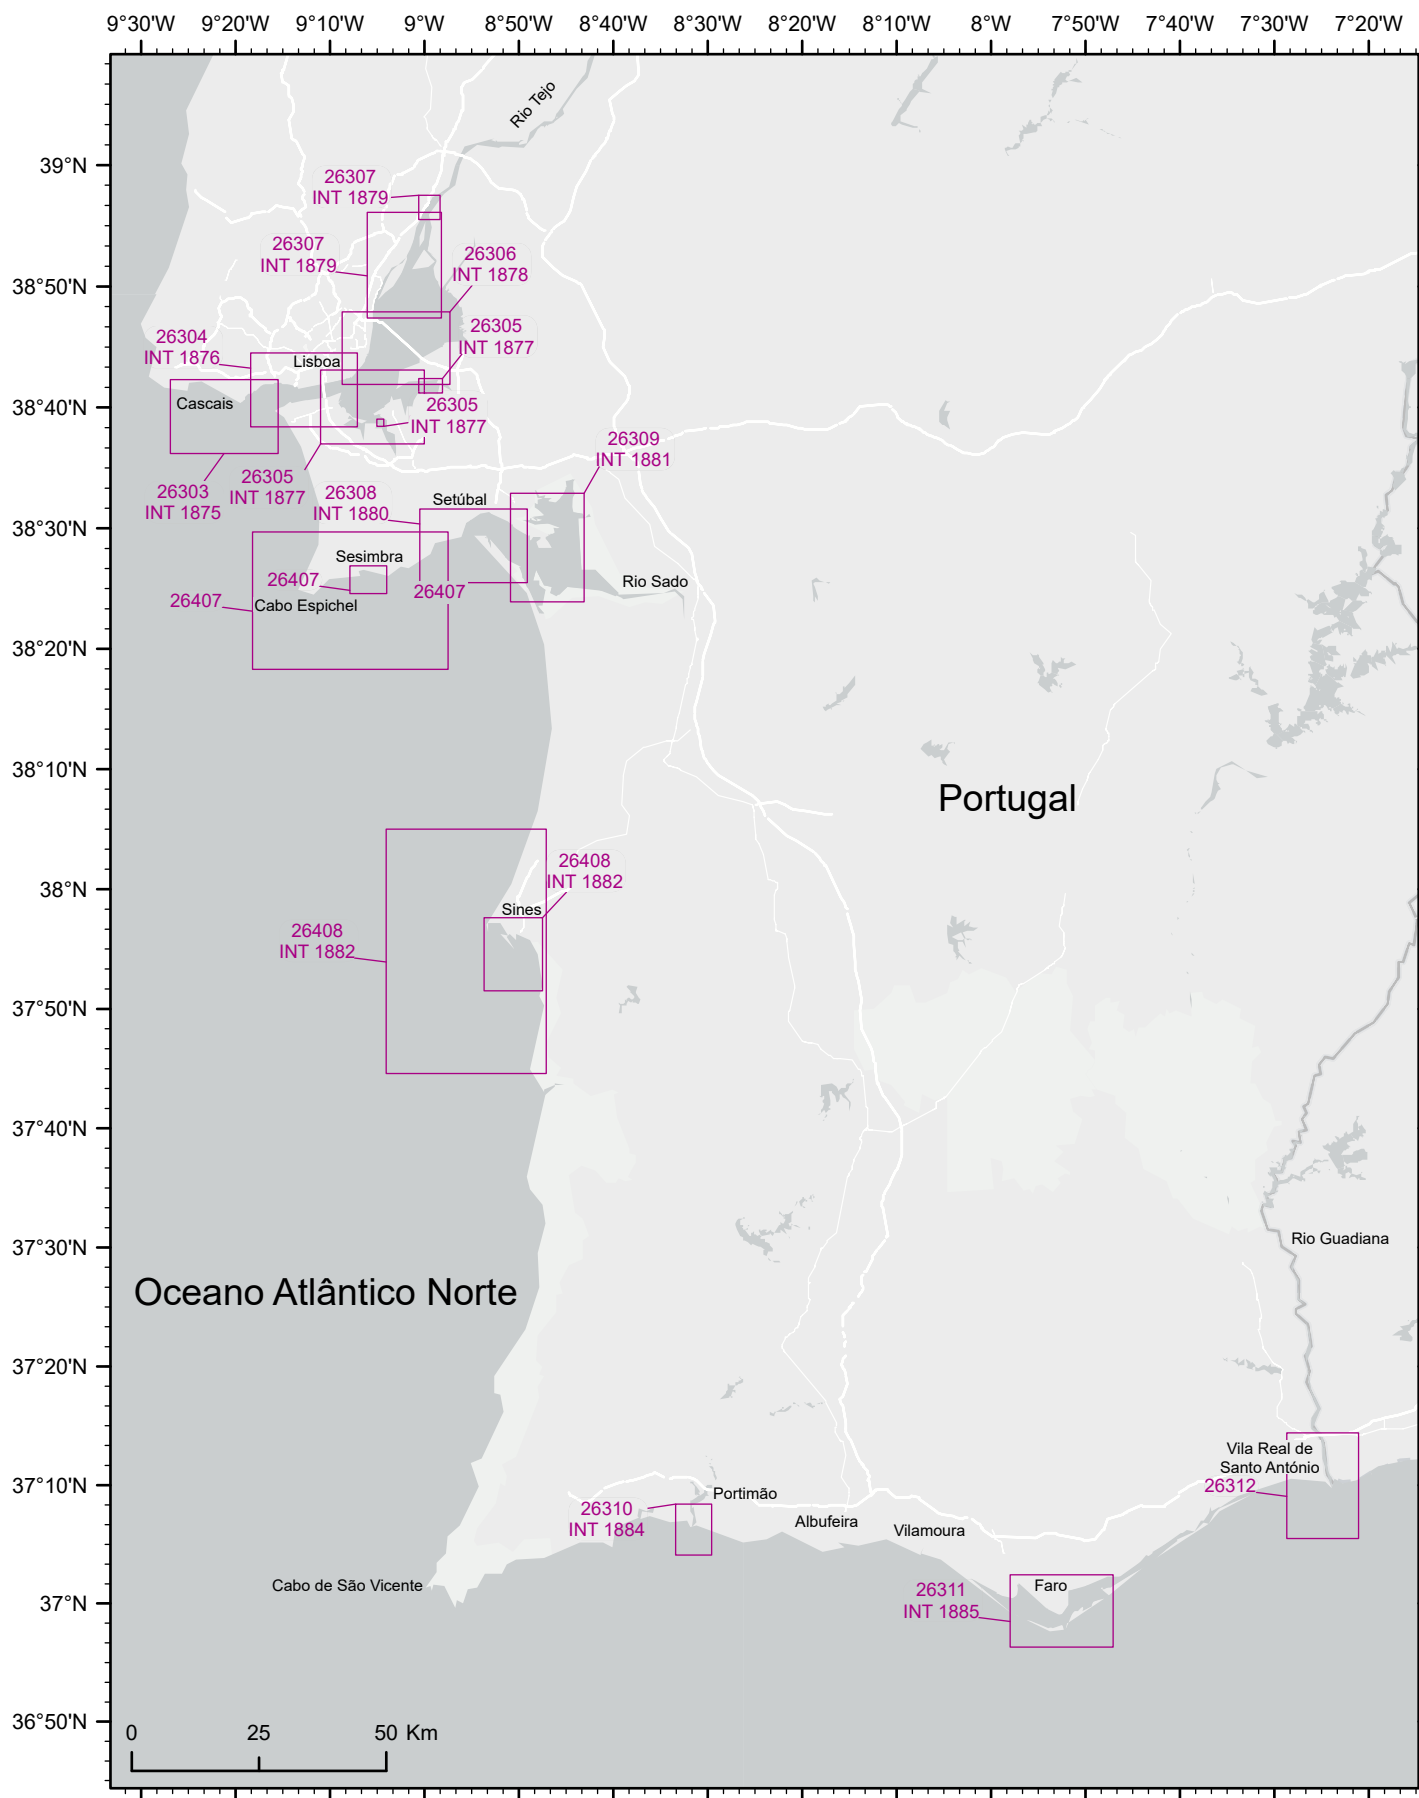 9°30'W 9°20'W 9°10'W 9°0'W 8°50'W 8°40'W 8°30'W 8°20'W 8°10'W 8°0'W 7°50'W 7°40'W 7°30'W 7°20'W
Rio Tejo
39°N
26307
INT 1879
26307
INT 1879
26306
INT 1878
38°50'N
26305
INT 1877
26304
INT 1876
Lisboa
Cascais
38°40'N
26305
INT 1877
26309
INT 1881
26305
INT 1877
26303
INT 1875
26308
INT 1880
Setúbal
38°30'N
Sesimbra
26407
26407
26407
Cabo Espichel
Rio Sado
38°20'N
38°10'N
Portugal
26408
INT 1882
38°N
Sines
26408
INT 1882
37°50'N
37°40'N
37°30'N
Rio Guadiana
Oceano Atlântico Norte
37°20'N
Vila Real de
Santo António
37°10'N
26312
Portimão
26310
INT 1884
Albufeira
Vilamoura
Cabo de São Vicente
Faro
37°N
26311
INT 1885
36°50'N
0 25 50 Km